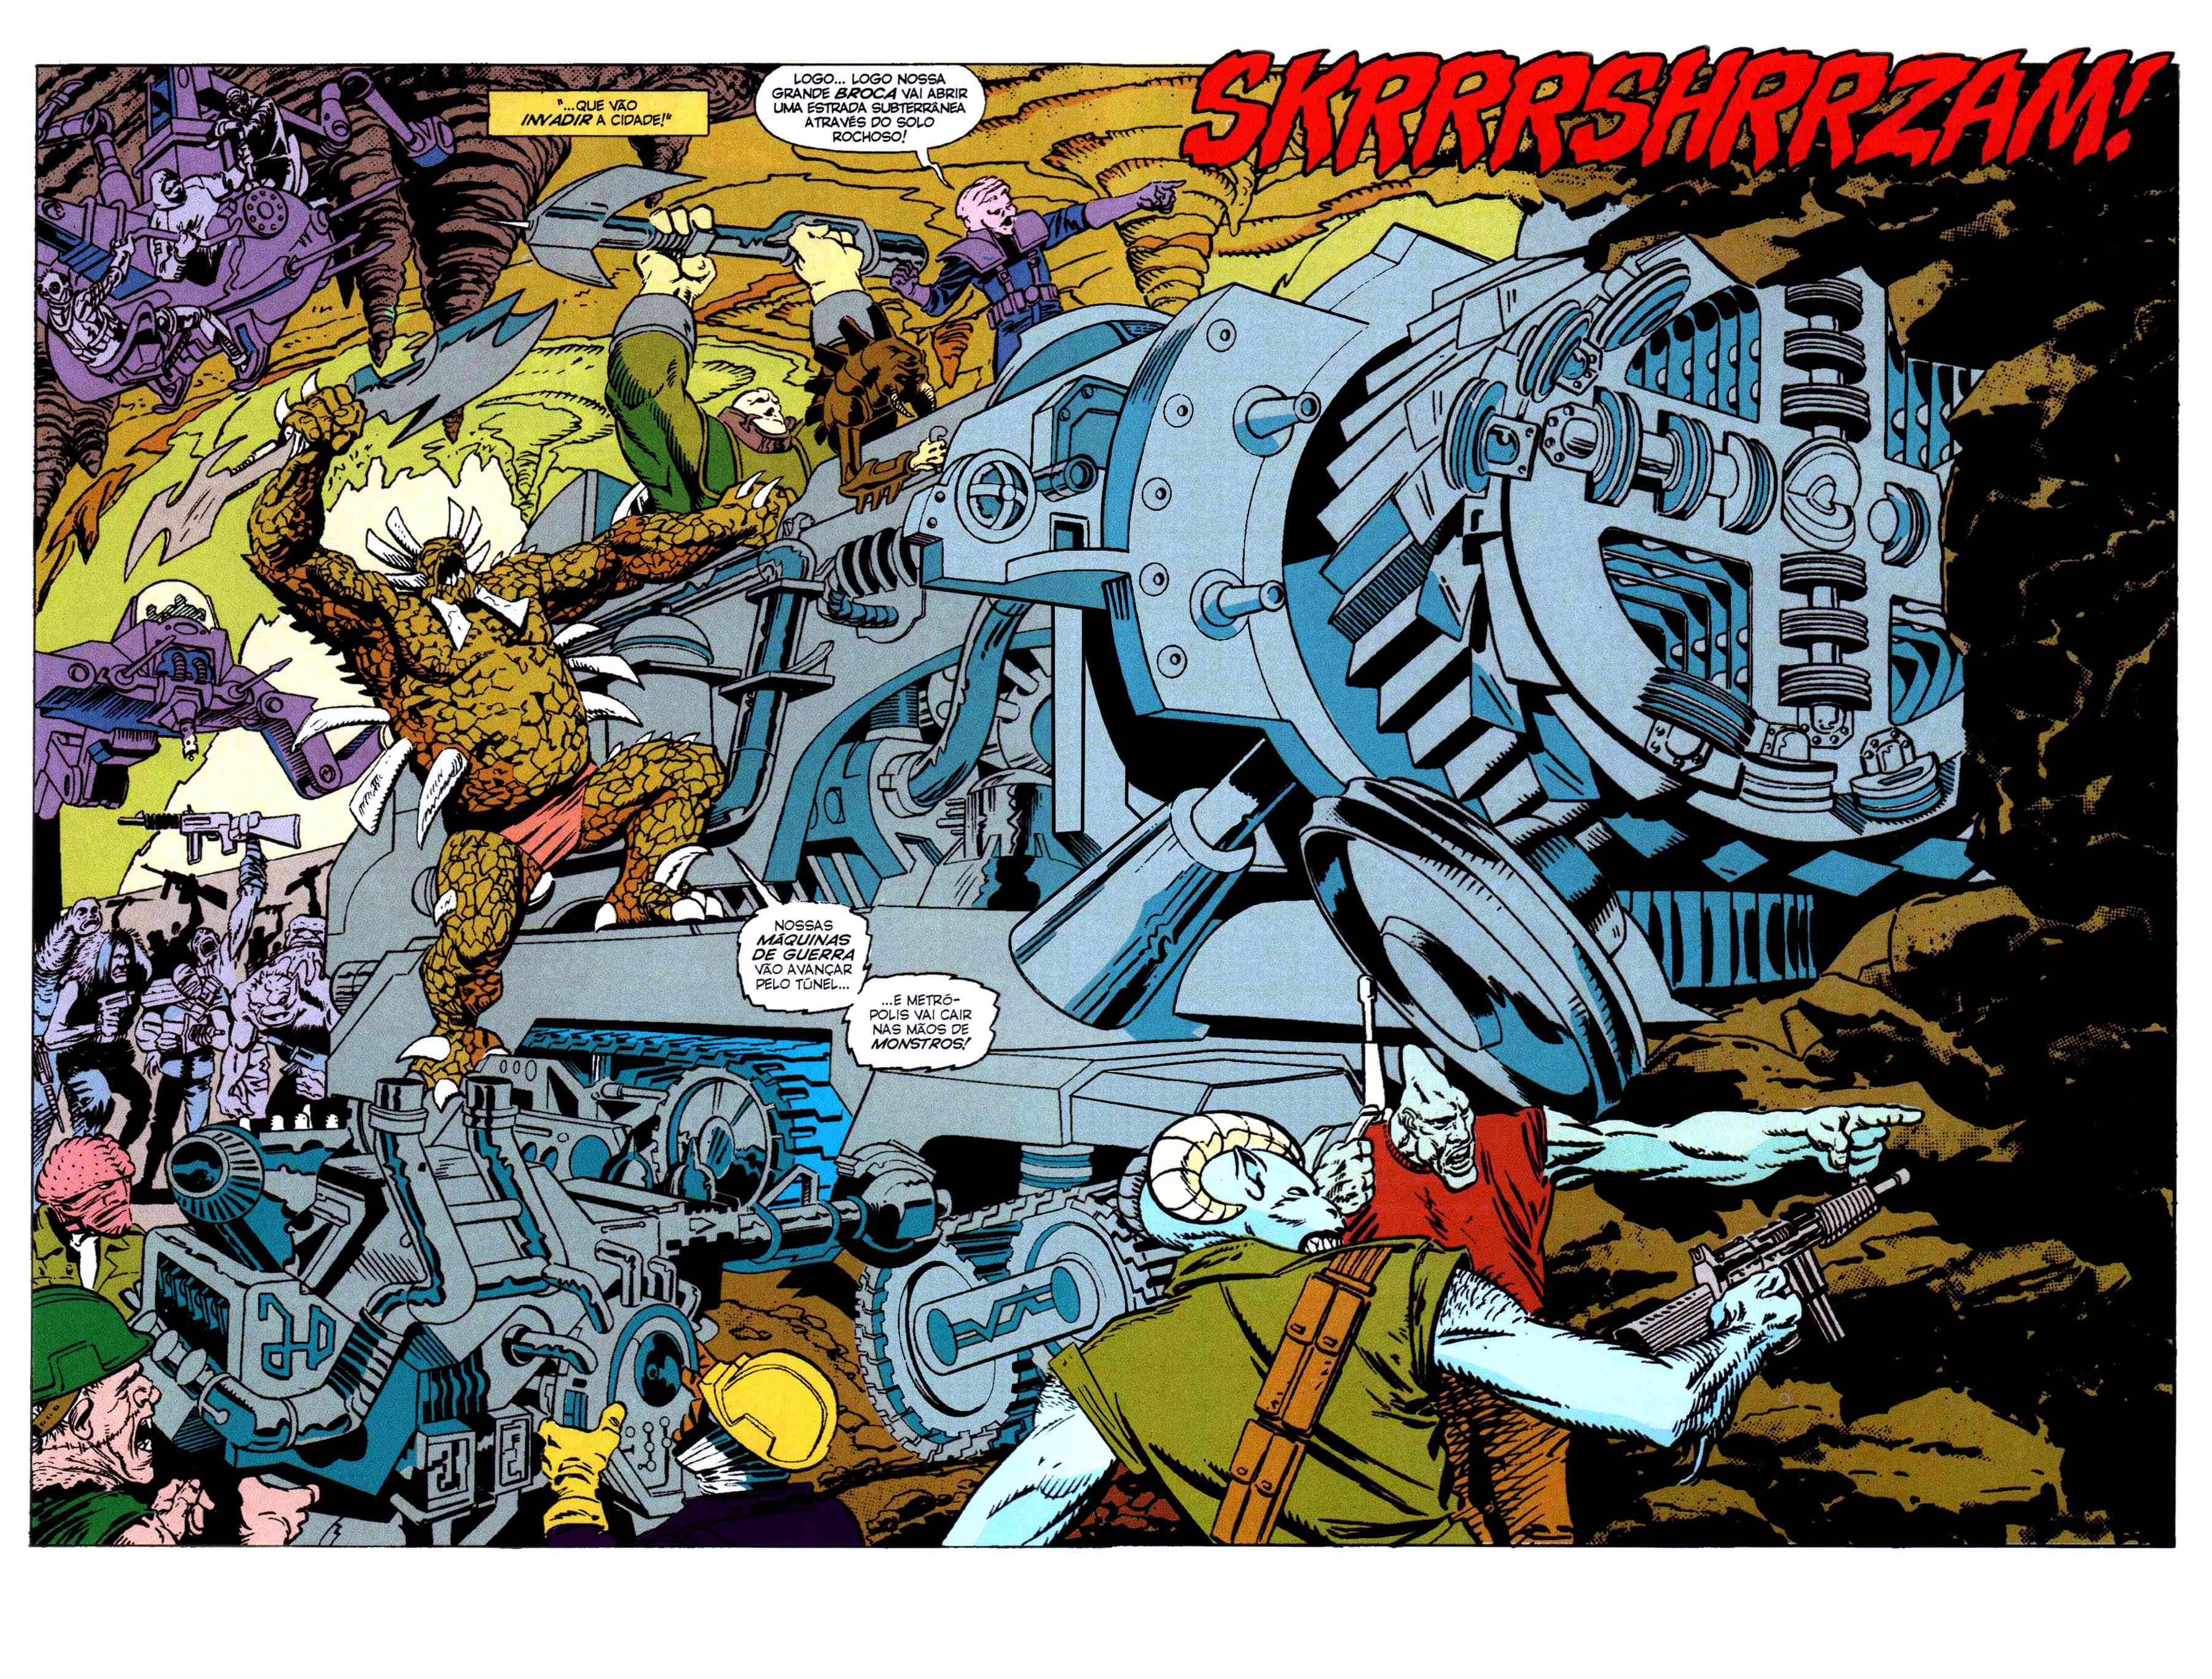 "...QUE VÃO
INVADIR A CIDADE!"
LOGO... LOGO NOSSA
GRANDE BROCA VAI ABRIR
UMA ESTRADA SUBTERRÂNEA
ATRAVÉS DO SOLO
ROCHOSO!
SKRRRSHRRZAM!
NOSSAS
MÁQUINAS
DE GUERRA
VÃO AVANÇAR
PELO TÚNEL...
...E METRÓ-
POLIS VAI CAIR
NAS MÃOS DE
MONSTROS!